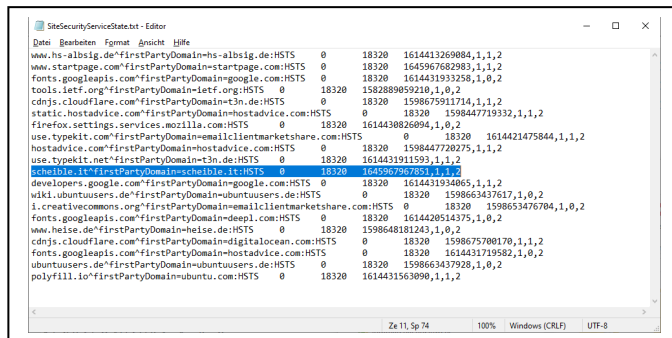 SiteSecurityServiceState.txt - Editor
Datei Bearbeiten Format Ansicht Hilfe
www.hs-albsig.de^firstPartyDomain=hs-albsig.de:HSTS 0 18320 1614413269084,1,1,2
www.startpage.com^firstPartyDomain=startpage.com:HSTS 0 18320 1645967682983,1,1,2
fonts.googleapis.com^firstPartyDomain=google.com:HSTS 0 18320 1614431933258,1,0,2
tools.ietf.org^firstPartyDomain=ietf.org:HSTS 0 18320 1582889059210,1,0,2
cdnjs.cloudflare.com^firstPartyDomain=t3n.de:HSTS 0 18320 1598675911714,1,1,2
static.hostadvice.com^firstPartyDomain=hostadvice.com:HSTS 0 18320 1598447719332,1,1,2
firefox.settings.services.mozilla.com:HSTS 0 18320 1614430826094,1,0,2
use.typekit.com^firstPartyDomain=emailclientmarketshare.com:HSTS 0 18320 1614421475844,1,1,2
hostadvice.com^firstPartyDomain=hostadvice.com:HSTS 0 18320 1598447720275,1,1,2
use.typekit.net^firstPartyDomain=t3n.de:HSTS 0 18320 1614431911593,1,1,2
scheible.it^firstPartyDomain=scheible.it:HSTS 0 18320 1645967967851,1,1,2
developers.google.com^firstPartyDomain=google.com:HSTS 0 18320 1614431934065,1,1,2
wiki.ubuntuusers.de^firstPartyDomain=ubuntuusers.de:HSTS 0 18320 1598663437617,1,0,2
i.creativecommons.org^firstPartyDomain=emailclientmarketshare.com:HSTS 0 18320 1598653476704,1,0,2
fonts.googleapis.com^firstPartyDomain=deepl.com:HSTS 0 18320 1614420514375,1,0,2
www.heise.de^firstPartyDomain=heise.de:HSTS 0 18320 1598648181243,1,0,2
cdnjs.cloudflare.com^firstPartyDomain=digitalocean.com:HSTS 0 18320 1598675700170,1,1,2
fonts.googleapis.com^firstPartyDomain=hostadvice.com:HSTS 0 18320 1614431719582,1,0,2
ubuntuusers.de^firstPartyDomain=ubuntuusers.de:HSTS 0 18320 1598663437928,1,0,2
polyfill.io^firstPartyDomain=ubuntu.com:HSTS 0 18320 1614431563090,1,1,2
Ze 11, Sp 74 100% Windows (CRLF) UTF-8